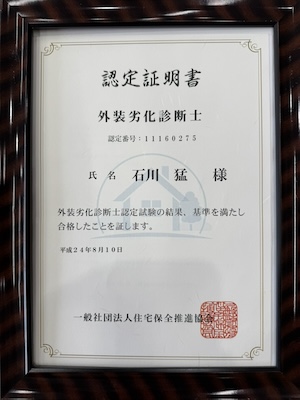 認定証明書
外装劣化診断士
認定番号：11160275
氏名 石川 猛 様
外装劣化診断士認定試験の結果、基準を満たし
合格したことを証します。
平成24年8月10日
一般社団法人住宅保全推進協会